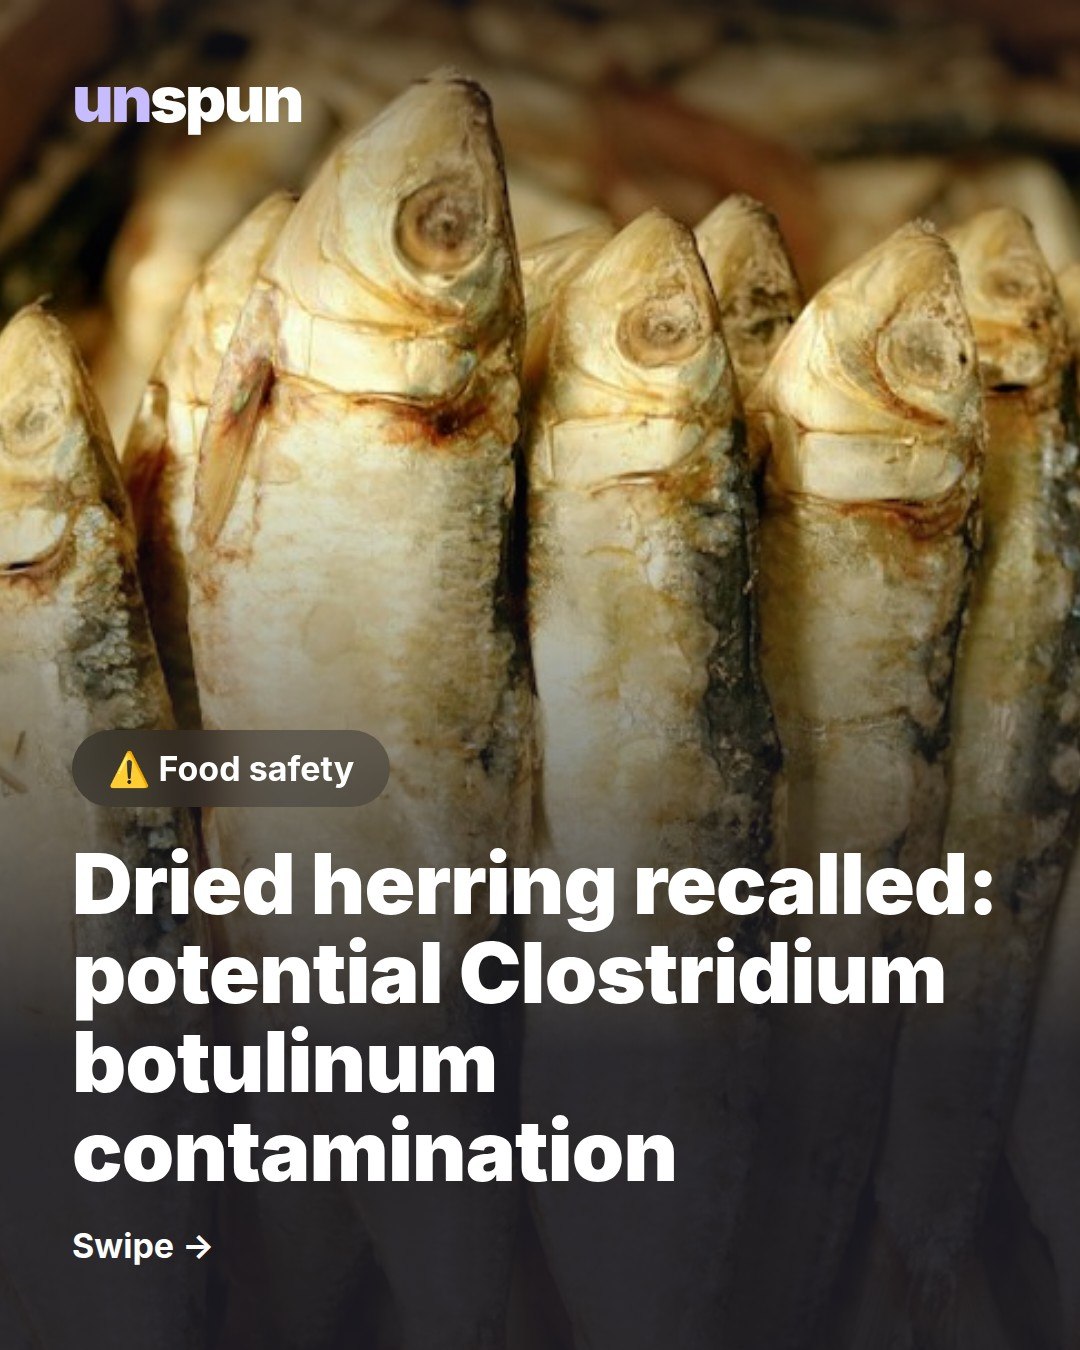 unspun
⚠️ Food safety
Dried herring recalled:
potential Clostridium
botulinum
contamination
Swipe →